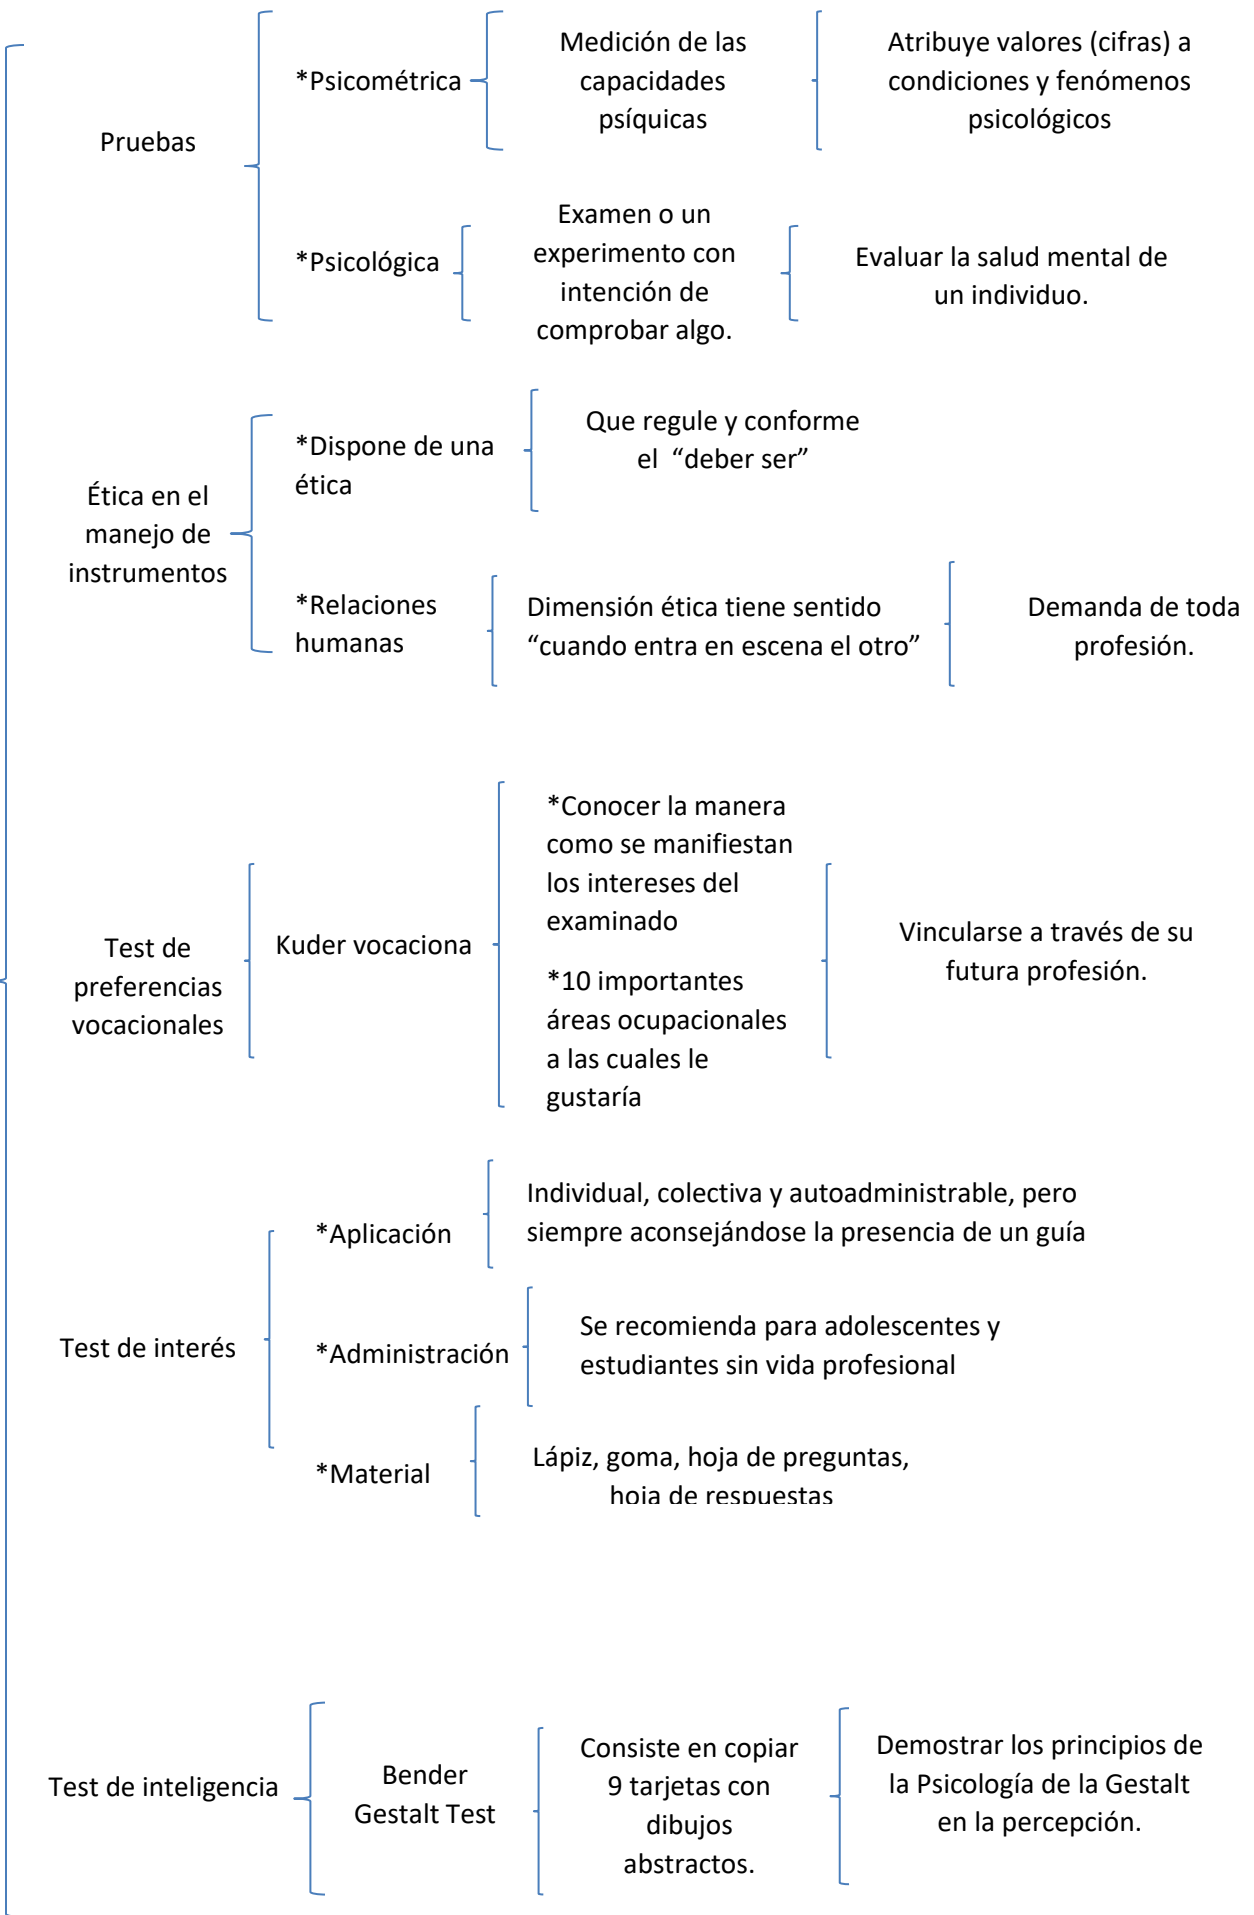 Pruebas
*Psicométrica
Medición de las
capacidades
psíquicas
Atribuye valores (cifras) a
condiciones y fenómenos
psicológicos
*Psicológica
Examen o un
experimento con
intención de
comprobar algo.
Evaluar la salud mental de
un individuo.
Ética en el
manejo de
instrumentos
*Dispone de una
ética
Que regule y conforme
el “deber ser”
*Relaciones
humanas
Dimensión ética tiene sentido
“cuando entra en escena el otro”
Demanda de toda
profesión.
Test de
preferencias
vocacionales
Kuder vocaciona
*Conocer la manera
como se manifiestan
los intereses del
examinado
*10 importantes
áreas ocupacionales
a las cuales le
gustaría
Vincularse a través de su
futura profesión.
Test de interés
*Aplicación
Individual, colectiva y autoadministrable, pero
siempre aconsejándose la presencia de un guía
*Administración
Se recomienda para adolescentes y
estudiantes sin vida profesional
*Material
Lápiz, goma, hoja de preguntas,
hoja de respuestas
Test de inteligencia
Bender
Gestalt Test
Consiste en copiar
9 tarjetas con
dibujos
abstractos.
Demostrar los principios de
la Psicología de la Gestalt
en la percepción.